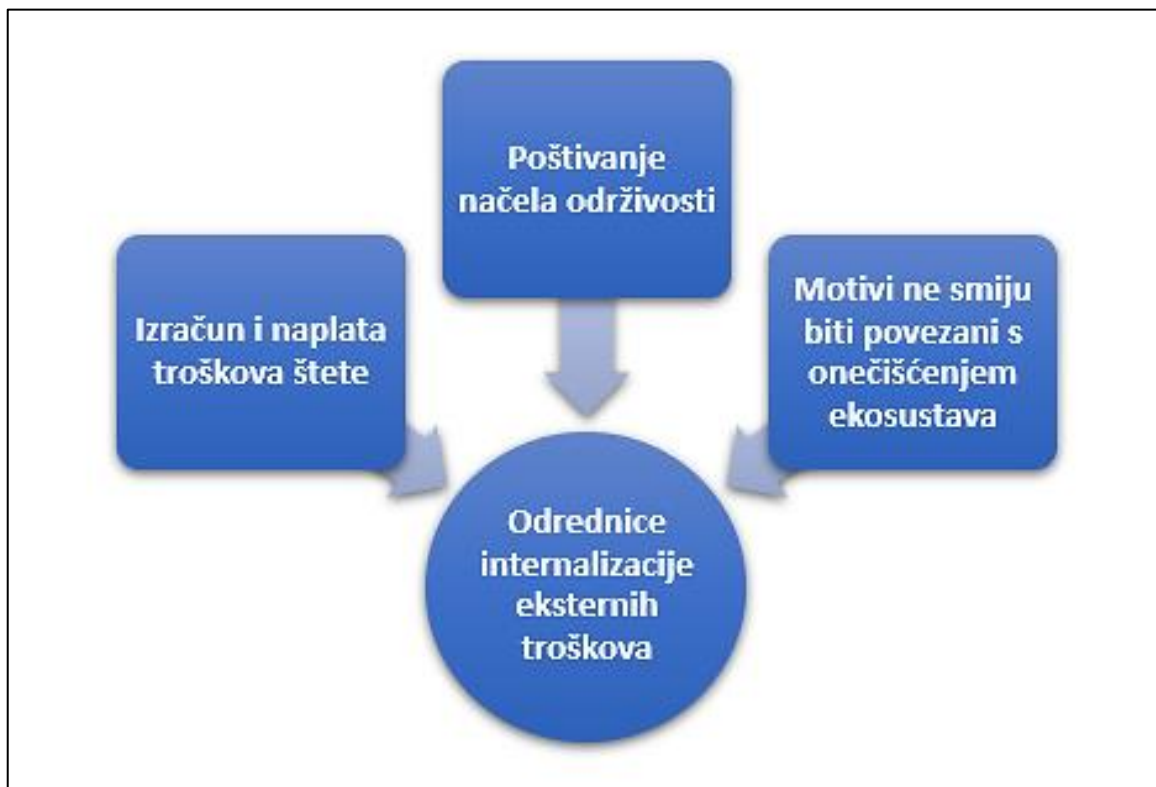 Poštivanje
načela održivosti
Izračun i naplata
troškova štete
Motivi ne smiju
biti povezani s
onečišćenjem
ekosustava
Odrednice
internalizacije
eksternih
troškova